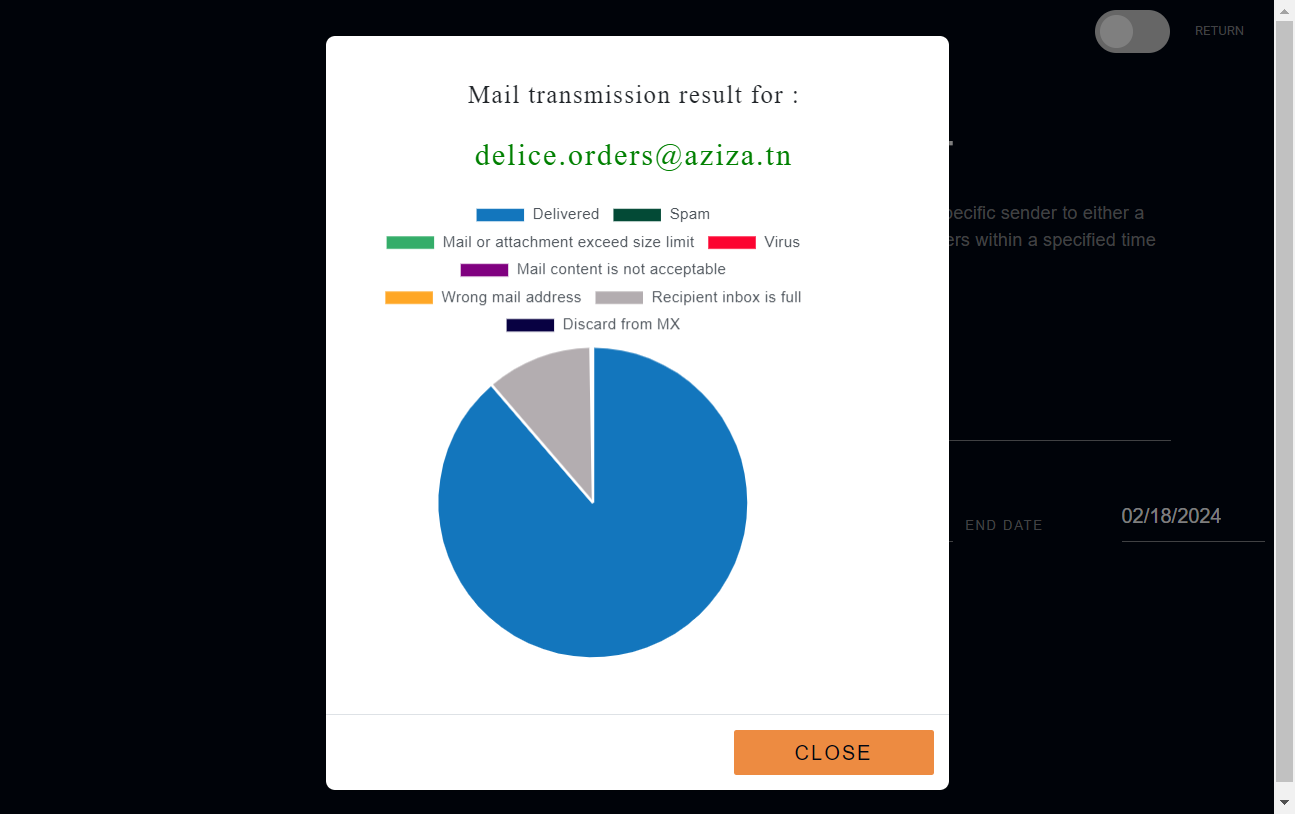 RETURN
Mail transmission result for :
delice.orders@aziza.tn
Delivered Spam
Mail or attachment exceed size limit Virus
Mail content is not acceptable
Wrong mail address Recipient inbox is full
Discard from MX
sender to either a
within a specified time
END DATE 02/18/2024
CLOSE